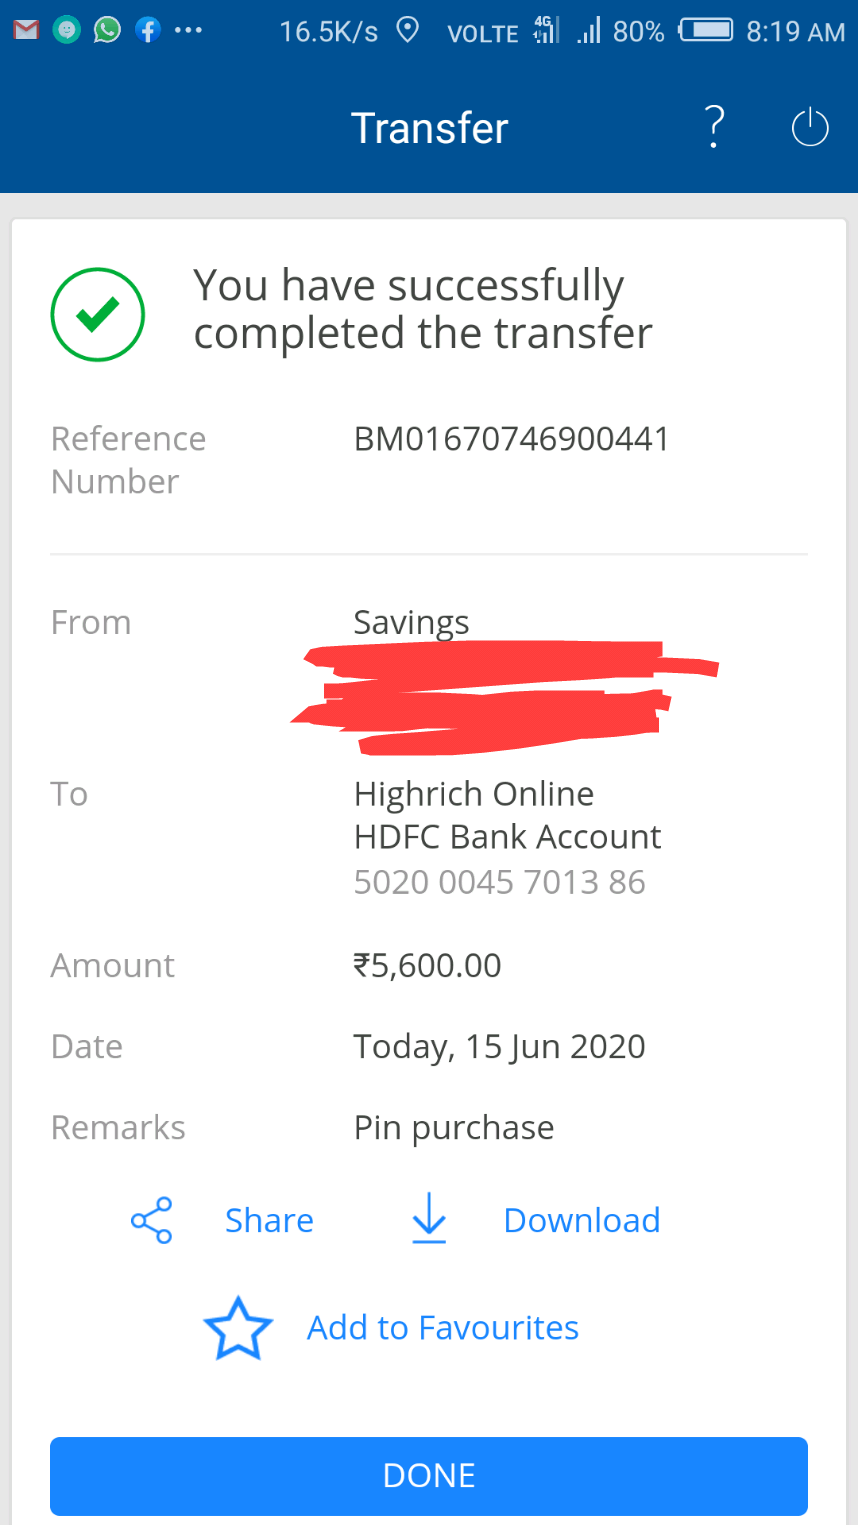 16.5K/s VOLTE 4G 80% 8:19 AM
Transfer ?
You have successfully
completed the transfer
Reference Number BM01670746900441
From Savings
To Highrich Online
HDFC Bank Account
5020 0045 7013 86
Amount ₹5,600.00
Date Today, 15 Jun 2020
Remarks Pin purchase
Share Download
Add to Favourites
DONE